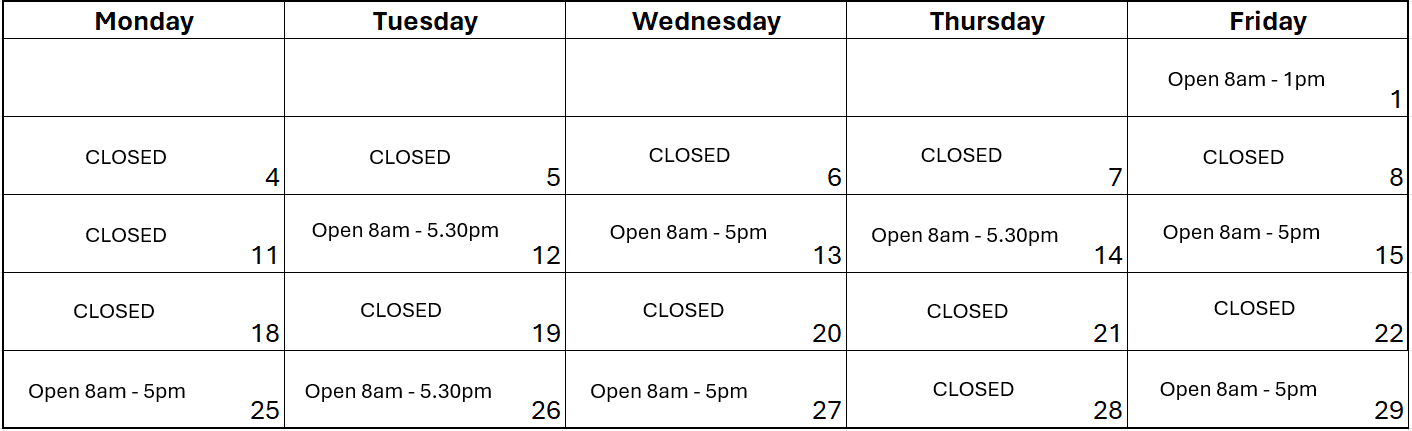 Monday Tuesday Wednesday Thursday Friday
Open 8am - 1pm
1
CLOSED CLOSED CLOSED CLOSED CLOSED
4 5 6 7 8
CLOSED Open 8am - 5.30pm Open 8am - 5pm Open 8am - 5.30pm Open 8am - 5pm
11 12 13 14 15
CLOSED CLOSED CLOSED CLOSED CLOSED
18 19 20 21 22
Open 8am - 5pm Open 8am - 5.30pm Open 8am - 5pm CLOSED Open 8am - 5pm
25 26 27 28 29